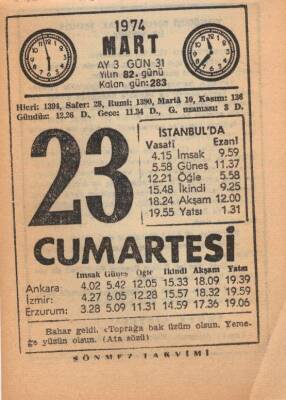 1974
MART
AY 3 GÜN 31
Yılın 82. günü
Kalan gün: 283
Hicri: 1394, Safer: 28, Rumi: 1390, Martà 10, Kasım: 136
Gündüz: 12.26 D., Gece: 11.34 D., G. uzaması: 3 D.
23
İSTANBUL'DA
Vasatî Ezanî
4.15 İmsak 9.59
5.58 Güneş 11.37
12.21 Öğle 5.58
15.48 İkindi 9.25
18.24 Akşam 12.00
19.55 Yatsı 1.31
CUMARTESİ
Imsak Güneş Öğle İkindi Akşam Yatsı
Ankara 4.02 5.42 12.05 15.33 18.09 19.39
İzmir: 4.27 6.05 12.28 15.57 18.32 19.59
Erzurum: 3.28 5.09 11.31 14.59 17.36 19.06
Bahar geldi. «Toprağa bak üzüm olsun. Yeme-
ğe yüzün olsun. (Ata sözü)
SÖNMEZ TAKVİMİ